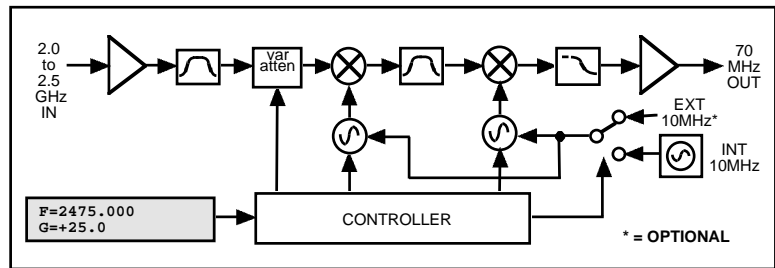 2.0
to
2.5
GHz
IN
var
atten
70
MHz
OUT
EXT
10MHz*
INT
10MHz
F=2475.000
G=+25.0
CONTROLLER
* = OPTIONAL